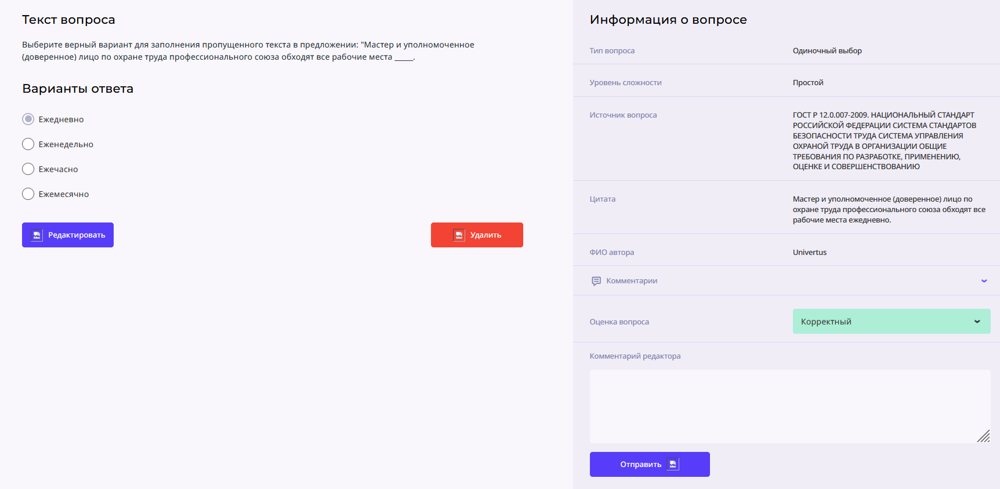 Текст вопроса
Выберите верный вариант для заполнения пропущенного текста в предложении: "Мастер и уполномоченное
(доверенное) лицо по охране труда профессионального союза обходят все рабочие места _____.
Варианты ответа
Ежедневно
Еженедельно
Ежечасно
Ежемесячно
Редактировать
Удалить
Информация о вопросе
Тип вопроса
Одиночный выбор
Уровень сложности
Простой
Источник вопроса
ГОСТ Р 12.0.007-2009. НАЦИОНАЛЬНЫЙ СТАНДАРТ
РОССИЙСКОЙ ФЕДЕРАЦИИ СИСТЕМА СТАНДАРТОВ
БЕЗОПАСНОСТИ ТРУДА СИСТЕМА УПРАВЛЕНИЯ
ОХРАНОЙ ТРУДА В ОРГАНИЗАЦИИ ОБЩИЕ
ТРЕБОВАНИЯ ПО РАЗРАБОТКЕ, ПРИМЕНЕНИЮ,
ОЦЕНКЕ И СОВЕРШЕНСТВОВАНИЮ
Цитата
Мастер и уполномоченное (доверенное) лицо по
охране труда профессионального союза обходят все
рабочие места ежедневно.
ФИО автора
Univertus
Комментарии
Оценка вопроса
Корректный
Комментарий редактора
Отправить